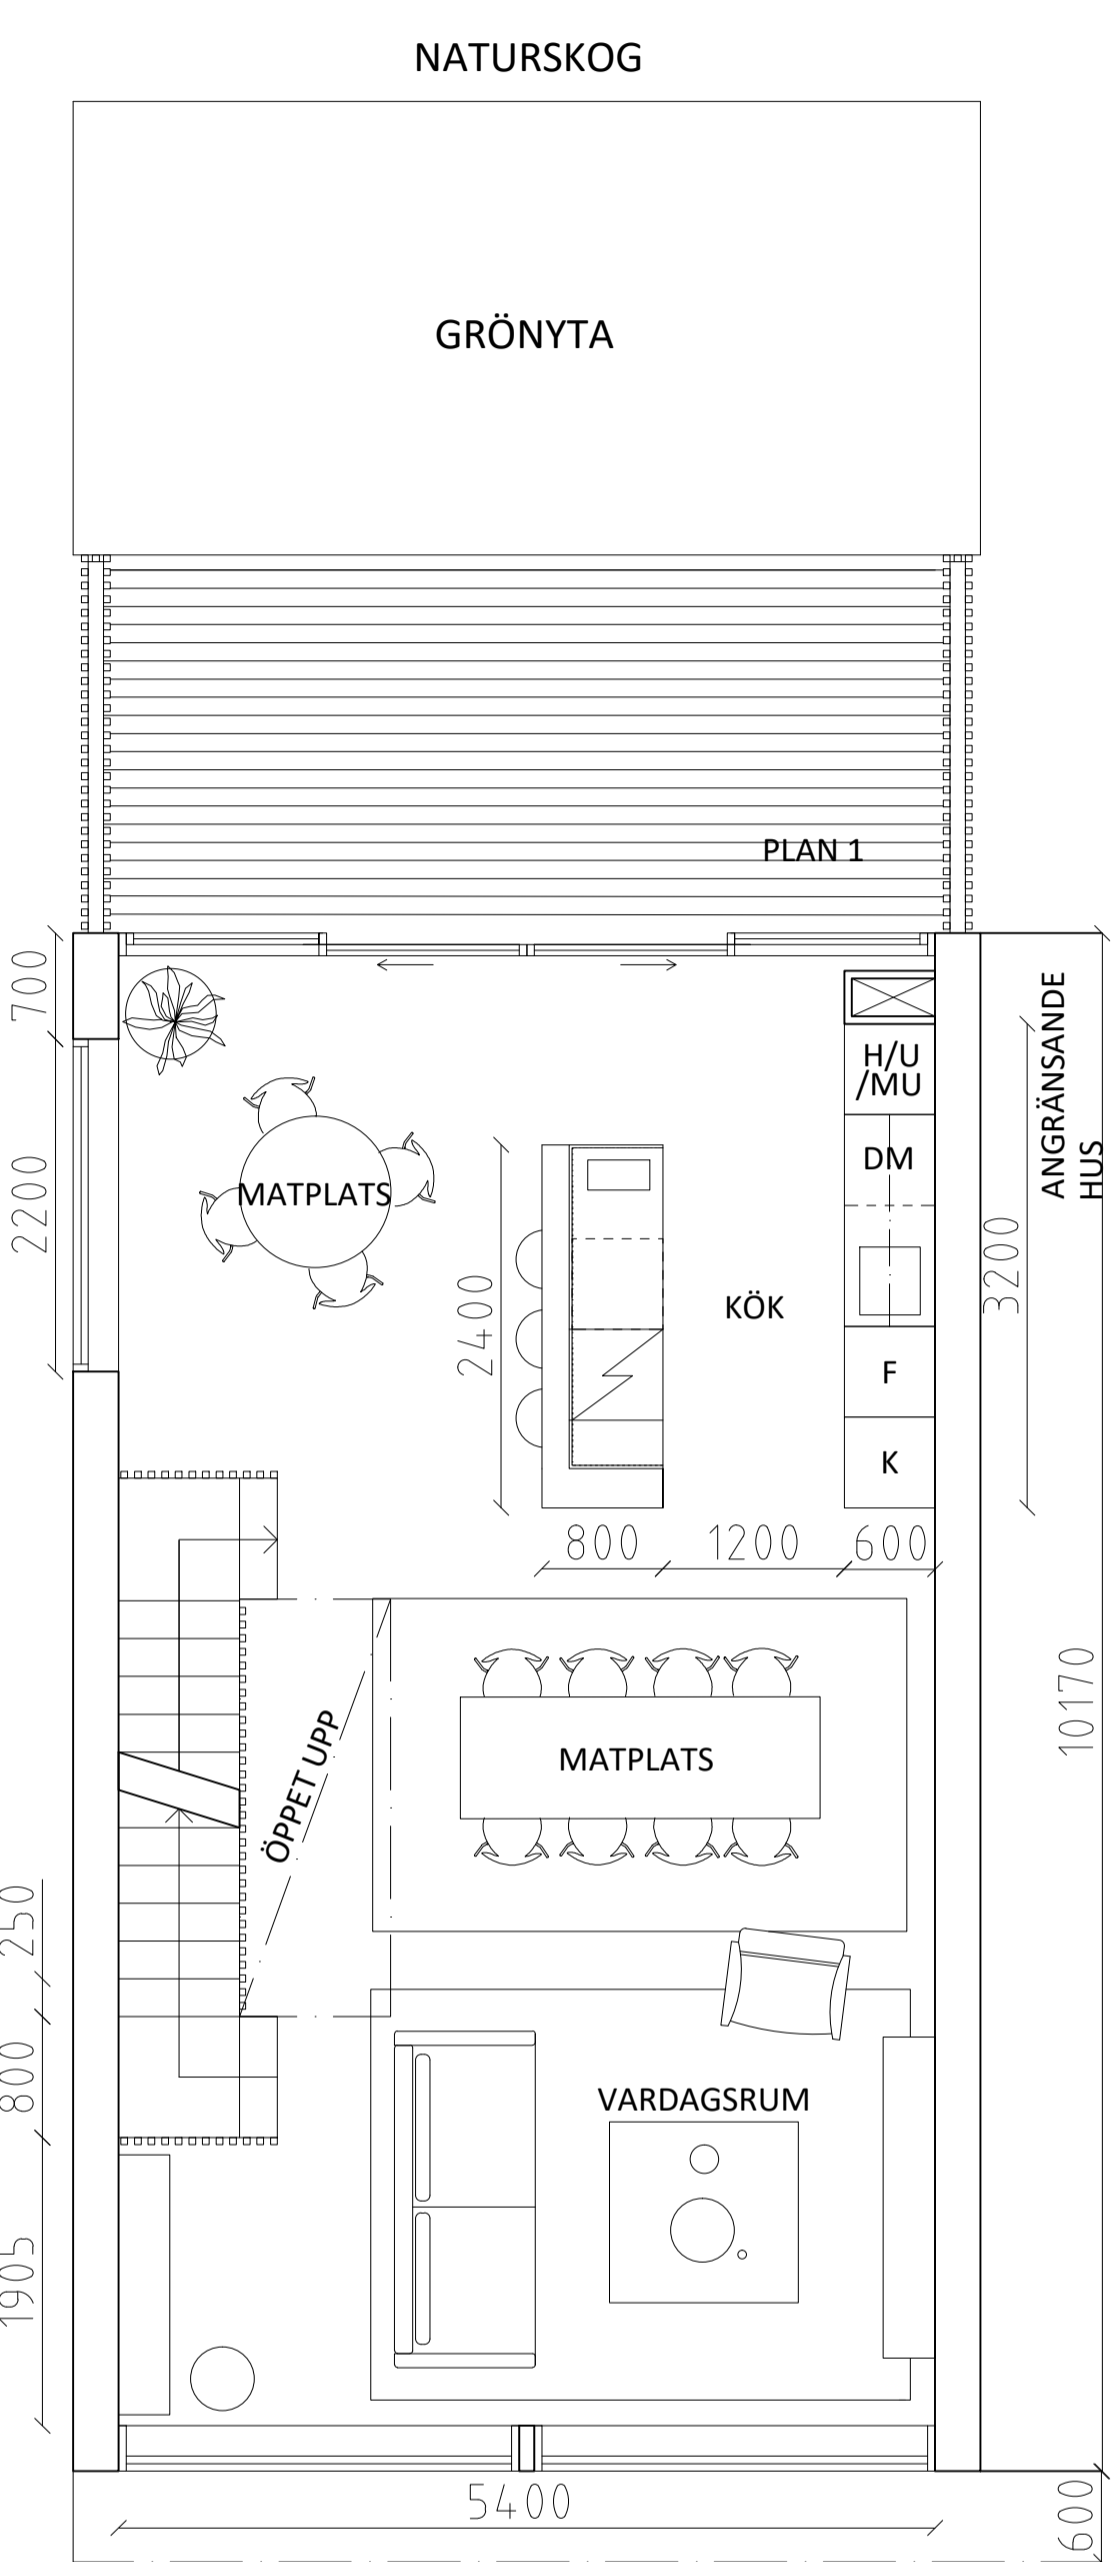 NATURSKOG
GRÖNYTA
PLAN 1
700
ANGRÄNSANDE
HUS
H/U
/MU
DM
MATPLATS
2200
3200
2400
KÖK
F
K
800
1200
600
10170
ÖPPET UPP
MATPLATS
250
800
VARDAGSRUM
1905
5400
600